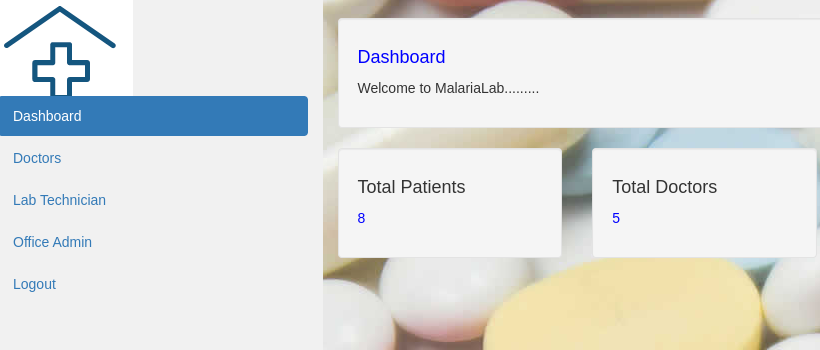 Dashboard
Doctors
Lab Technician
Office Admin
Logout
Dashboard
Welcome to MalariaLab.........
Total Patients
8
Total Doctors
5